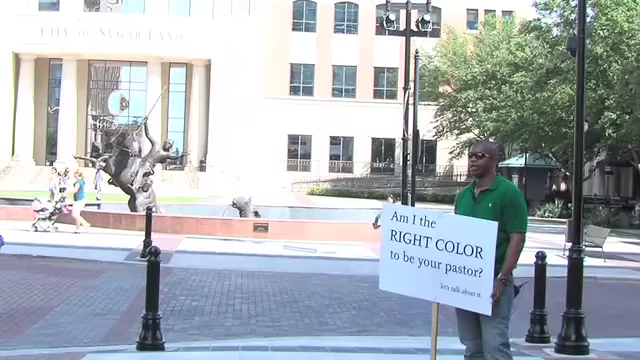 CITY OF SUGAR LAND
Am I the
RIGHT COLOR
to be your pastor?
let's talk about it.